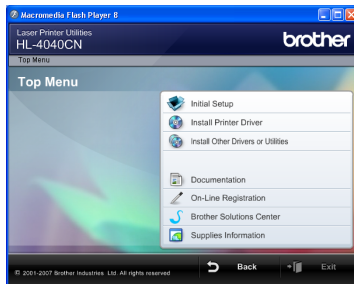 Macromedia Flash Player 8
Laser Printer Utilities
HL-4040CN
brother
Top Menu
Top Menu
Initial Setup
Install Printer Driver
Install Other Drivers or Utilities
Documentation
On-Line Registration
Brother Solutions Center
Supplies Information
© 2001-2007 Brother Industries Ltd. All rights reserved
Back
Exit